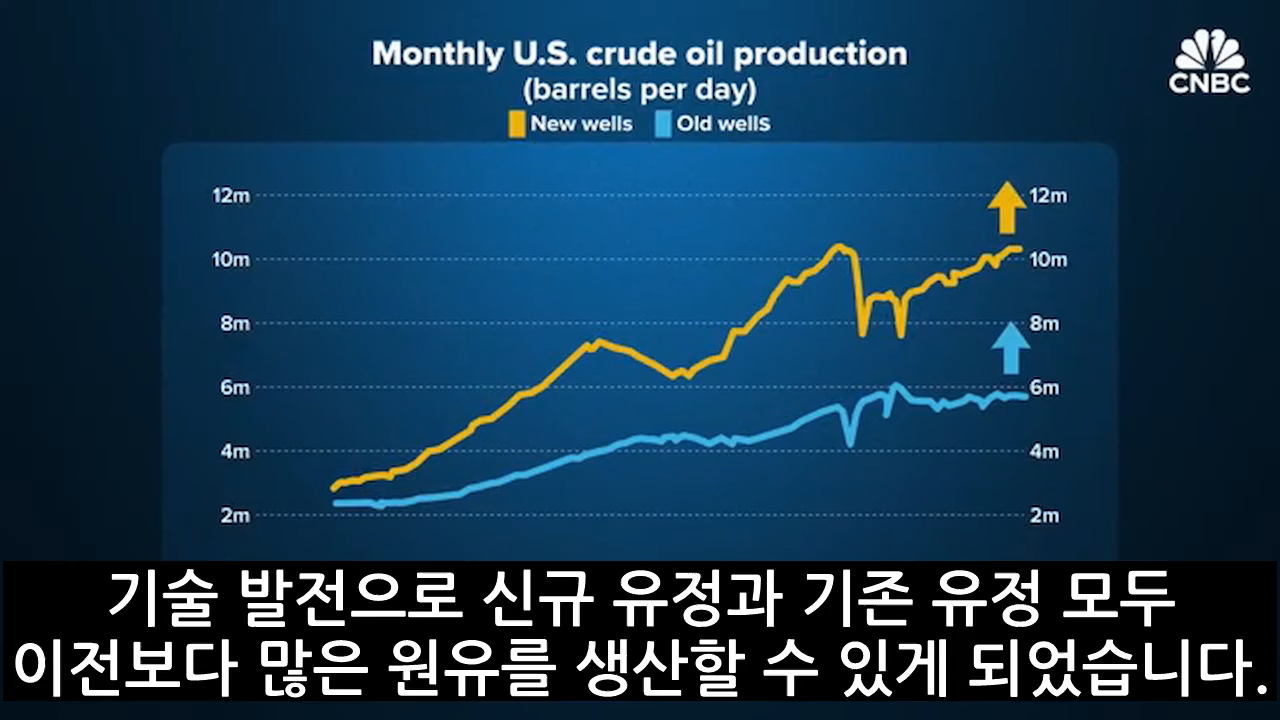 Monthly U.S. crude oil production
(barrels per day)
New wells Old wells
CNBC
12m 12m
10m 10m
8m 8m
6m 6m
4m 4m
2m 2m
기술 발전으로 신규 유정과 기존 유정 모두
이전보다 많은 원유를 생산할 수 있게 되었습니다.